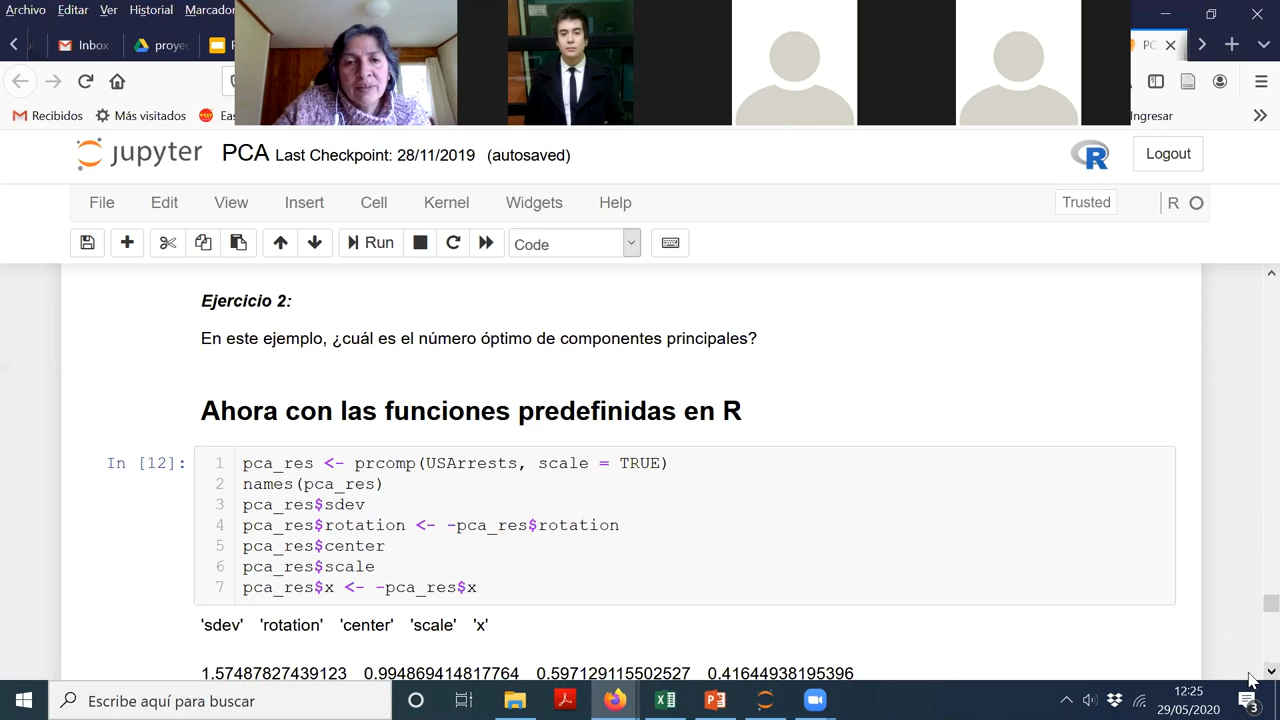 Archivo Editar Ver Historial Marcador
Inbox proye PC
Recibidos Más visitados Eas Ingresar
jupyter PCA Last Checkpoint: 28/11/2019 (autosaved) R Logout
File Edit View Insert Cell Kernel Widgets Help Trusted R
Run Code
Ejercicio 2:
En este ejemplo, ¿cuál es el número óptimo de componentes principales?
Ahora con las funciones predefinidas en R
In [12]: 1 pca_res <- prcomp(USArrests, scale = TRUE)
2 names(pca_res)
3 pca_res$sdev
4 pca_res$rotation <- -pca_res$rotation
5 pca_res$center
6 pca_res$scale
7 pca_res$x <- -pca_res$x
'sdev' 'rotation' 'center' 'scale' 'x'
1.57487827439123 0.994869414817764 0.597129115502527 0.41644938195396
Escribe aquí para buscar
12:25
29/05/2020
3